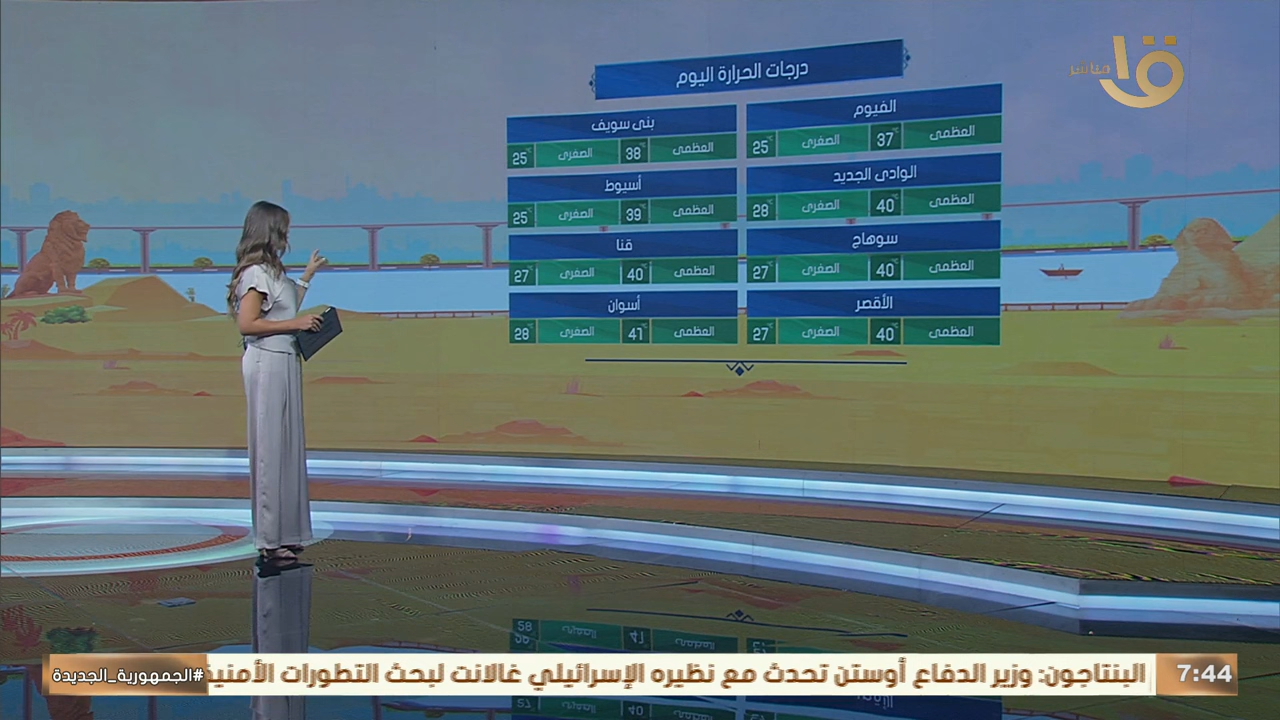 مباشر
درجات الحرارة اليوم
الفيوم
العظمى 37°c الصغرى 25°c
بنى سويف
العظمى 38°c الصغرى 25°c
الوادى الجديد
العظمى 40°c الصغرى 28°c
أسيوط
العظمى 39°c الصغرى 25°c
سوهاج
العظمى 40°c الصغرى 27°c
قنا
العظمى 40°c الصغرى 27°c
الأقصر
العظمى 40°c الصغرى 27°c
أسوان
العظمى 41°c الصغرى 28°c
7:44
البنتاجون: وزير الدفاع أوستن تحدث مع نظيره الإسرائيلي غالانت لبحث التطورات الأمنية
#الجمهورية_الجديدة